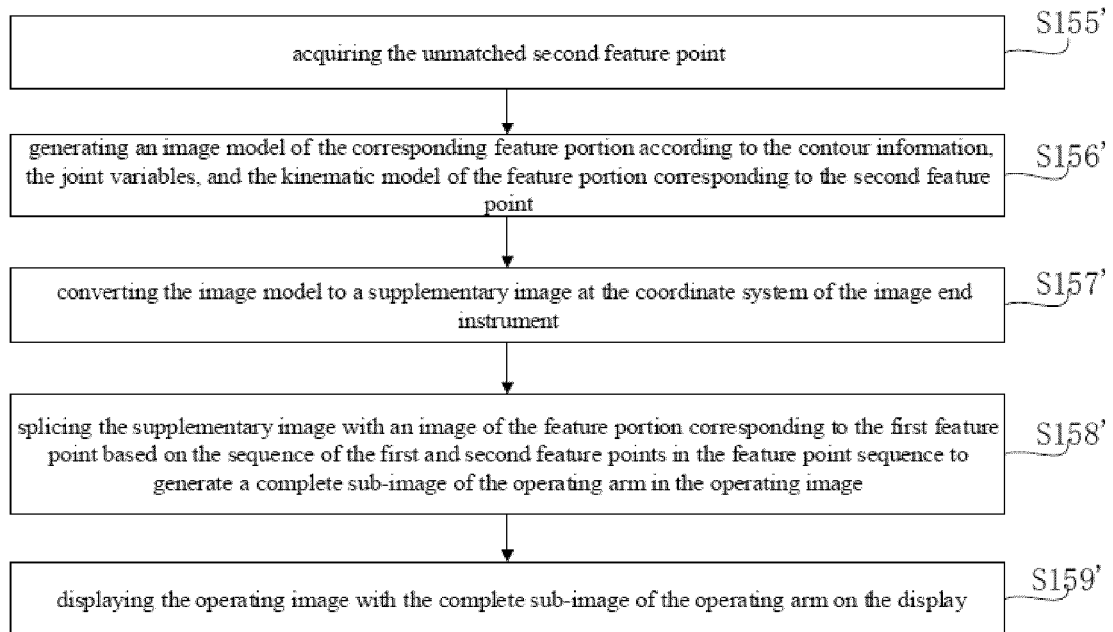 S155'
acquiring the unmatched second feature point
S156'
generating an image model of the corresponding feature portion according to the contour information,
the joint variables, and the kinematic model of the feature portion corresponding to the second feature
point
S157'
converting the image model to a supplementary image at the coordinate system of the image end
instrument
S158'
splicing the supplementary image with an image of the feature portion corresponding to the first feature
point based on the sequence of the first and second feature points in the feature point sequence to
generate a complete sub-image of the operating arm in the operating image
S159'
displaying the operating image with the complete sub-image of the operating arm on the display